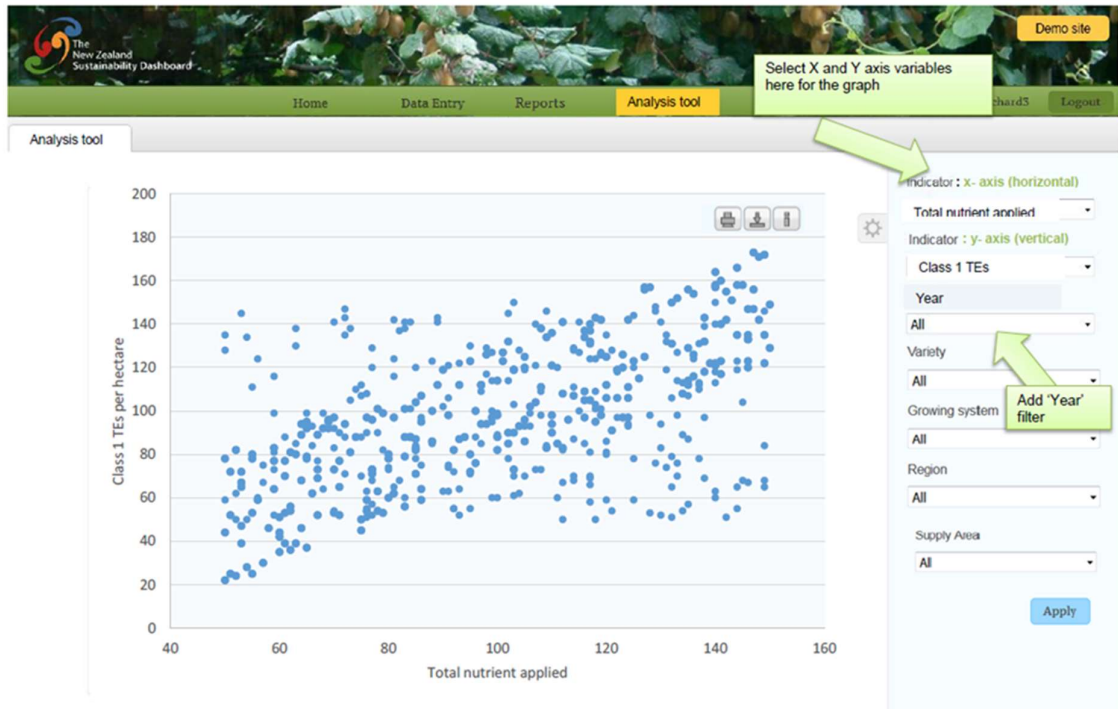 The
New Zealand
Sustainability Dashboard
Demo site
Select X and Y axis variables
here for the graph
Home
Data Entry
Reports
Analysis tool
Logout
Analysis tool
Indicator : x- axis (horizontal)
Total nutrient applied
Indicator : y- axis (vertical)
Class 1 TEs
Year
All
Variety
All
Add ‘Year’
filter
Growing system
All
Region
All
Supply Area
All
Apply
200
180
160
140
120
100
80
60
40
20
0
Class 1 TEs per hectare
40
60
80
100
120
140
160
Total nutrient applied